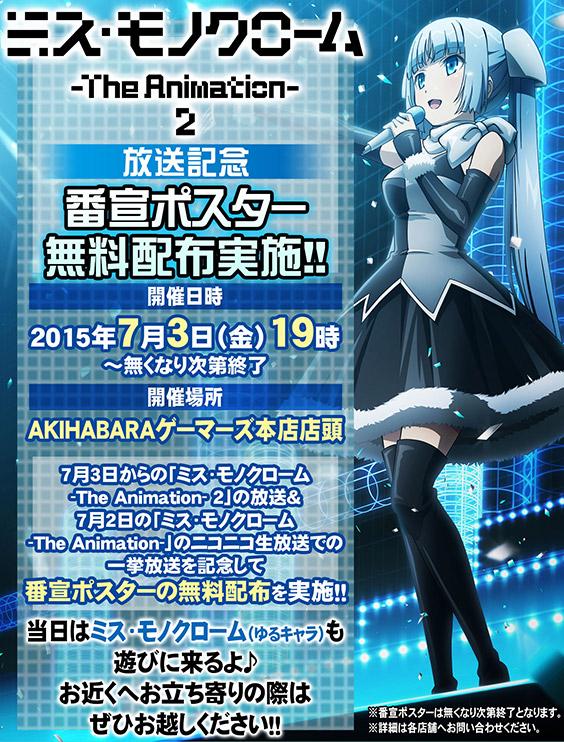 ミス・モノクローム
-The Animation-
2
放送記念
番宣ポスター
無料配布実施!!
開催日時
2015年7月3日(金)19時
～無くなり次第終了
開催場所
AKIHABARAゲーマーズ本店店頭
7月3日からの「ミス・モノクローム
-The Animation- 2」の放送&
7月2日の「ミス・モノクローム
-The Animation-」のニコニコ生放送での
一挙放送を記念して
番宣ポスターの無料配布を実施!!
当日はミス・モノクローム(ゆるキャラ)も
遊びに来るよ♪
お近くへお立ち寄りの際は
ぜひお越しください!!
※番宣ポスターは無くなり次第終了となります。
※詳細は各店舗へお問い合わせください。